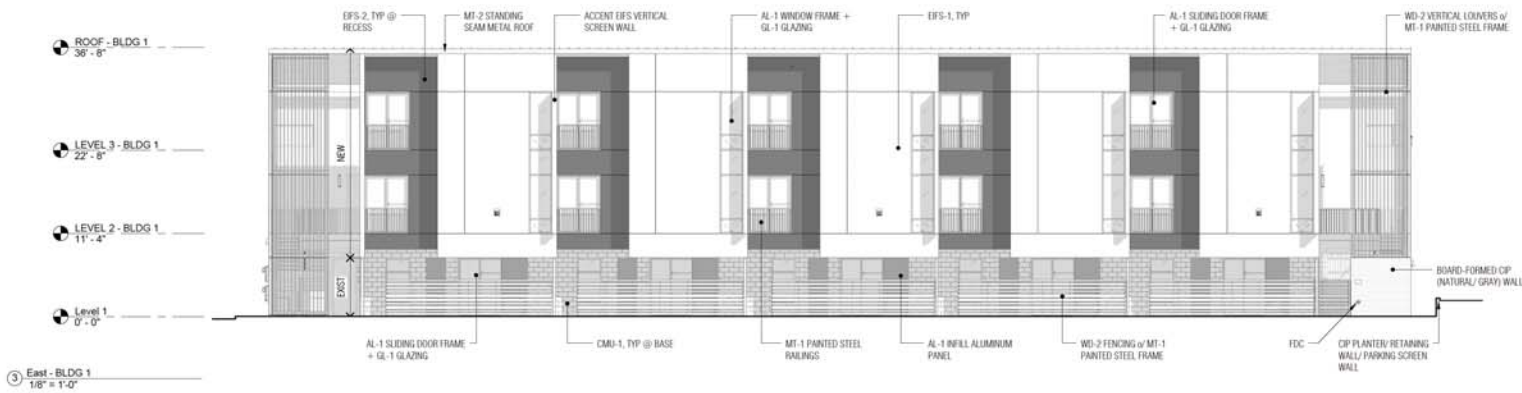 EIFS-2, TYP @
RECESS
MT-2 STANDING
SEAM METAL ROOF
ACCENT EIFS VERTICAL
SCREEN WALL
AL-1 WINDOW FRAME +
GL-1 GLAZING
EIFS-1, TYP
AL-1 SLIDING DOOR FRAME
+ GL-1 GLAZING
WD-2 VERTICAL LOUVERS o/
MT-1 PAINTED STEEL FRAME
ROOF - BLDG 1
36' - 8"
LEVEL 3 - BLDG 1
22' - 8"
NEW
LEVEL 2 - BLDG 1
11' - 4"
EXIST
BOARD-FORMED CIP
(NATURAL/ GRAY) WALL
Level 1
0' - 0"
AL-1 SLIDING DOOR FRAME
+ GL-1 GLAZING
CMU-1, TYP @ BASE
MT-1 PAINTED STEEL
RAILINGS
AL-1 INFILL ALUMINUM
PANEL
WD-2 FENCING o/ MT-1
PAINTED STEEL FRAME
FDC
CIP PLANTER/ RETAINING
WALL/ PARKING SCREEN
WALL
3 East - BLDG 1
1/8" = 1'-0"